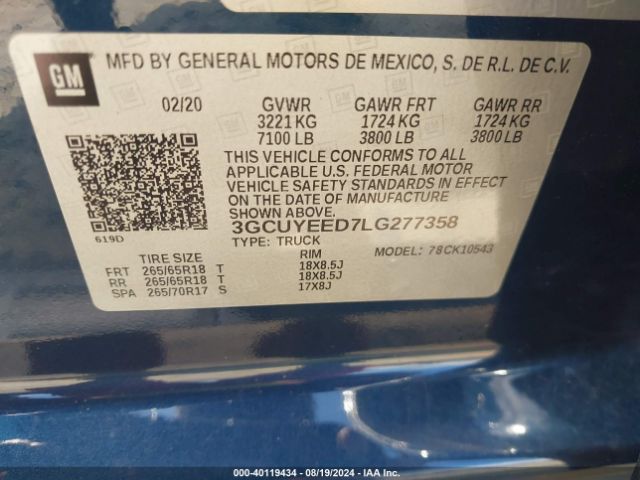 GM
MFD BY GENERAL MOTORS DE MEXICO, S. DE R.L. DE C.V.
02/20 GVWR GAWR FRT GAWR RR
3221 KG 1724 KG 1724 KG
7100 LB 3800 LB 3800 LB
THIS VEHICLE CONFORMS TO ALL
APPLICABLE U.S. FEDERAL MOTOR
VEHICLE SAFETY STANDARDS IN EFFECT
ON THE DATE OF MANUFACTURE
SHOWN ABOVE.
3GCUYEED7LG277358
619D
TYPE: TRUCK
MODEL: 78CK10543
TIRE SIZE RIM
FRT 265/65R18 T 18X8.5J
RR 265/65R18 T 18X8.5J
SPA 265/70R17 S 17X8J
000-40119434 - 08/19/2024 - IAA Inc.